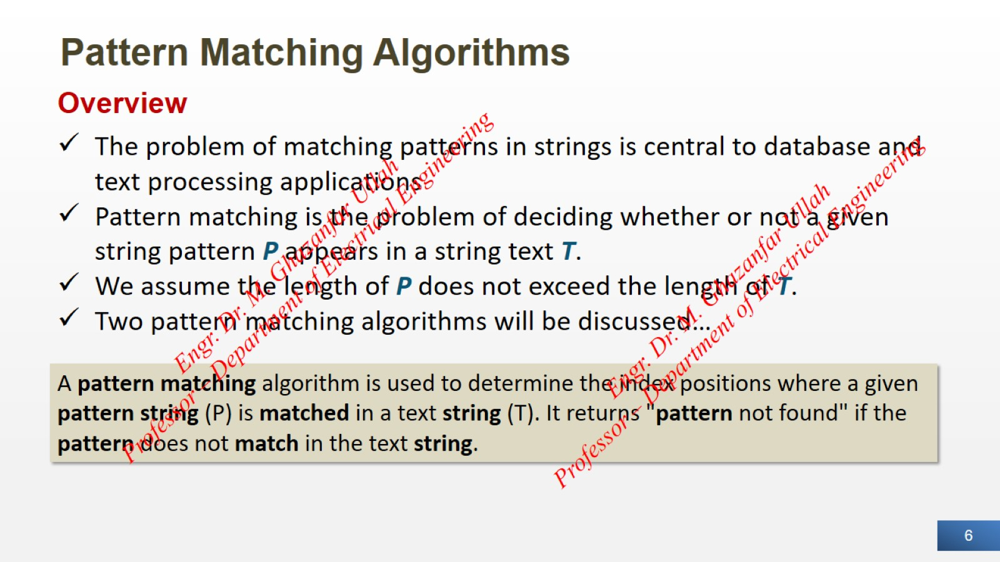 Pattern Matching Algorithms
Overview
✓ The problem of matching patterns in strings is central to database and
text processing applications
✓ Pattern matching is the problem of deciding whether or not a given
string pattern P appears in a string text T.
✓ We assume the length of P does not exceed the length of T.
✓ Two pattern matching algorithms will be discussed…
A pattern matching algorithm is used to determine the index positions where a given
pattern string (P) is matched in a text string (T). It returns "pattern not found" if the
pattern does not match in the text string.
Engr. Dr. M. Ghazanfar Ullah
Professor – Department of Electrical Engineering
Engr. Dr. M. Ghazanfar Ullah
Professor – Department of Electrical Engineering
6